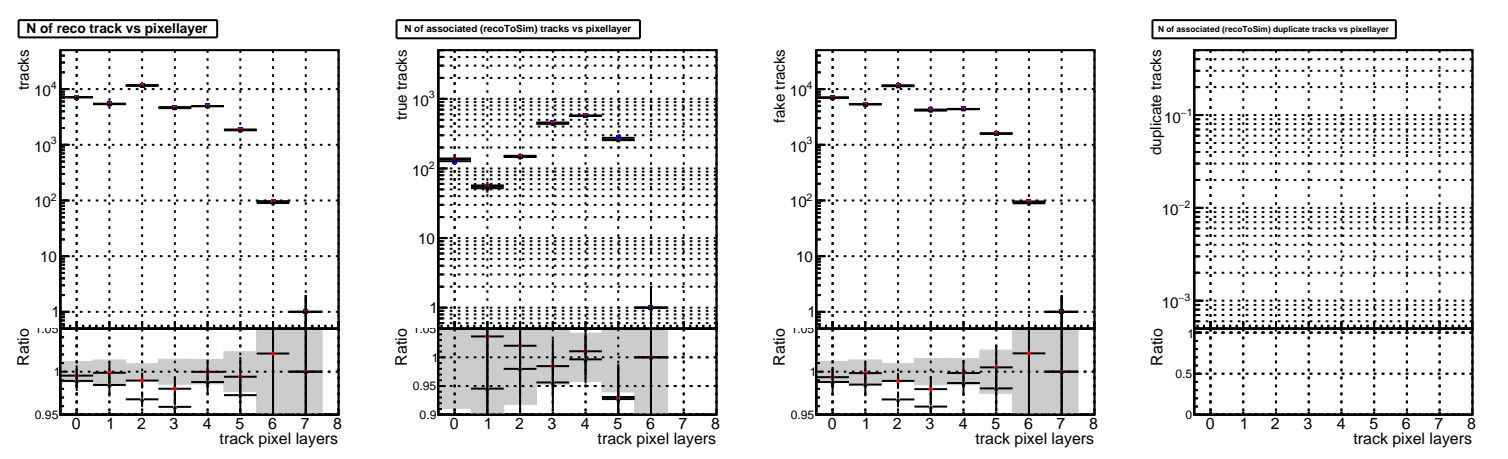 N of reco track vs pixellayer
tracks
10^4
10^3
10^2
10
1
Ratio
1.05
1
0.95
0 1 2 3 4 5 6 7 8
track pixel layers
N of associated (recoToSim) tracks vs pixellayer
true tracks
10^3
10^2
10
1
Ratio
1.05
1
0.95
0.9
0 1 2 3 4 5 6 7 8
track pixel layers
fake tracks
10^4
10^3
10^2
10
1
Ratio
1.05
1
0.95
0 1 2 3 4 5 6 7 8
track pixel layers
N of associated (recoToSim) duplicate tracks vs pixellayer
duplicate tracks
10^−1
10^−2
10^−3
Ratio
1
0.5
0
0 1 2 3 4 5 6 7 8
track pixel layers